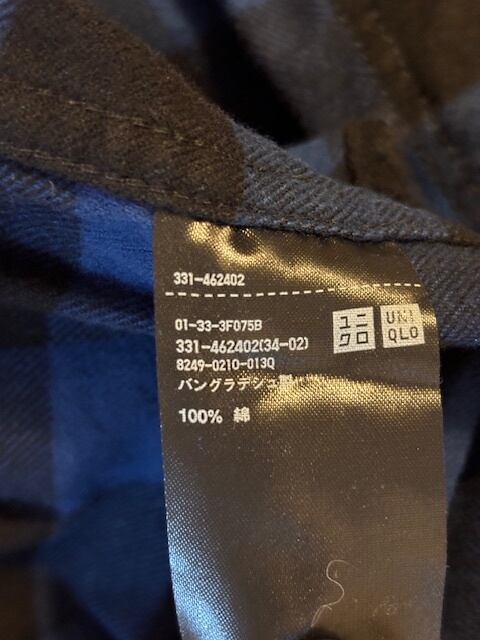 331-462402
01-33-3F075B
331-462402(34-02)
8249-0210-013Q
バングラデシュ製
100% 綿
ユニ
クロ
UNI
QLO